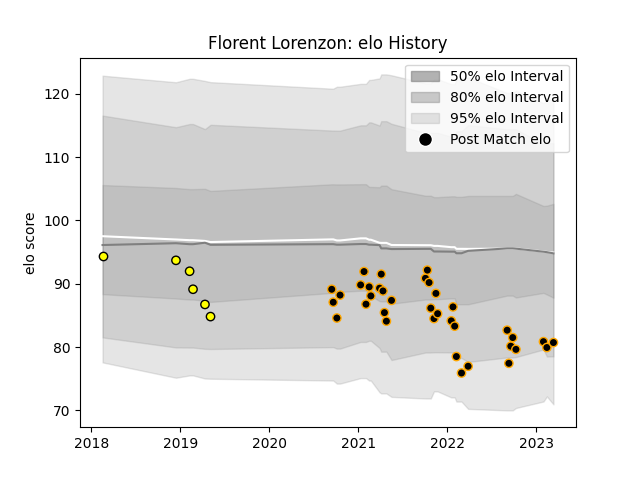 Florent Lorenzon: elo History
50% elo Interval
80% elo Interval
95% elo Interval
Post Match elo
elo score
120
110
100
90
80
70
2018
2019
2020
2021
2022
2023